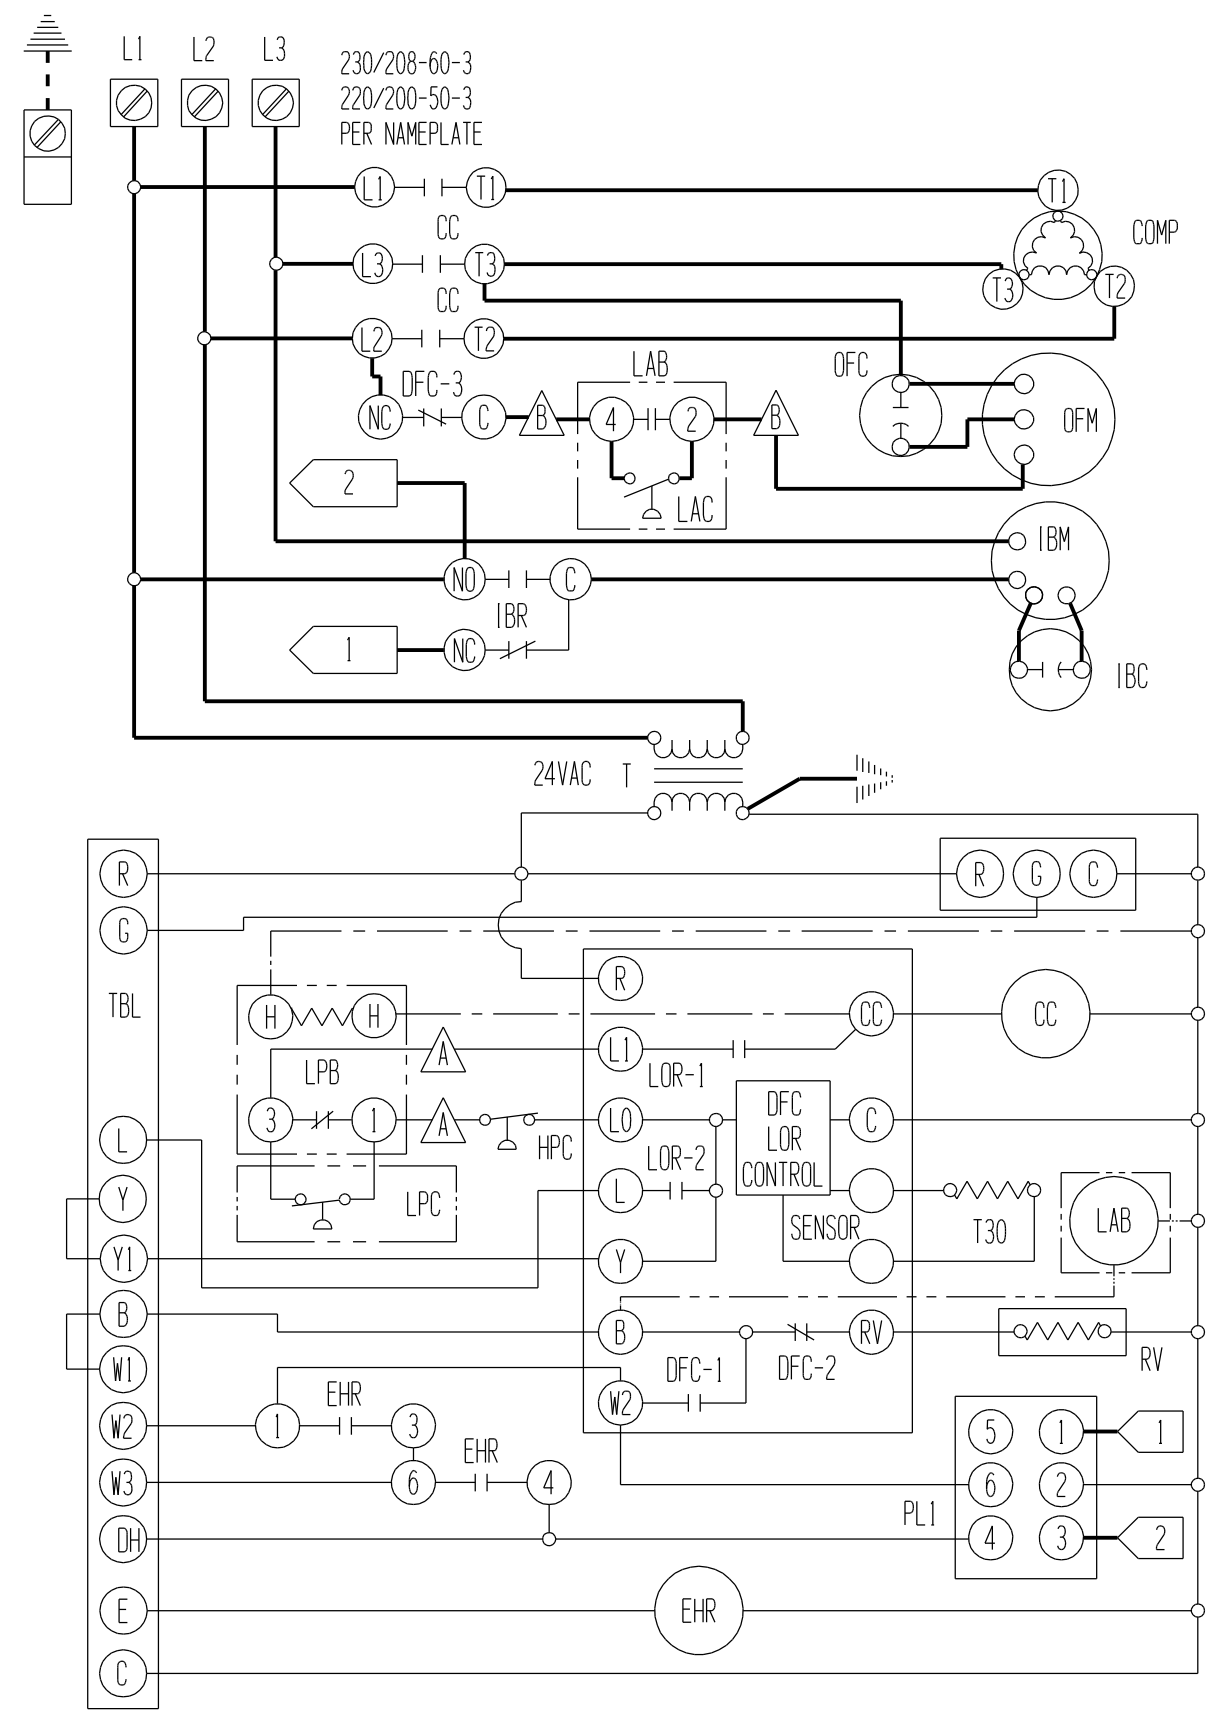 L1 L2 L3
230/208-60-3
220/200-50-3
PER NAMEPLATE
L1 T1 T1
CC COMP
L3 T3 T3 T2
CC
L2 T2
LAB OFC
DFC-3
NC C B 4 2 B OFM
2 LAC
IBM
NO C
IBR
1 NC
IBC
24VAC T
R R G C
G
R
TBL
H H CC CC
A L1
LPB LOR-1
DFC
LOR
CONTROL
3 1 A LO C
L HPC
LOR-2
Y L
LPC SENSOR T30 LAB
Y1 Y
B B RV
DFC-1 DFC-2 RV
W1
EHR W2
W2 1 3 5 1 1
EHR
W3 6 4 6 2
PL1
DH 4 3 2
E EHR
C